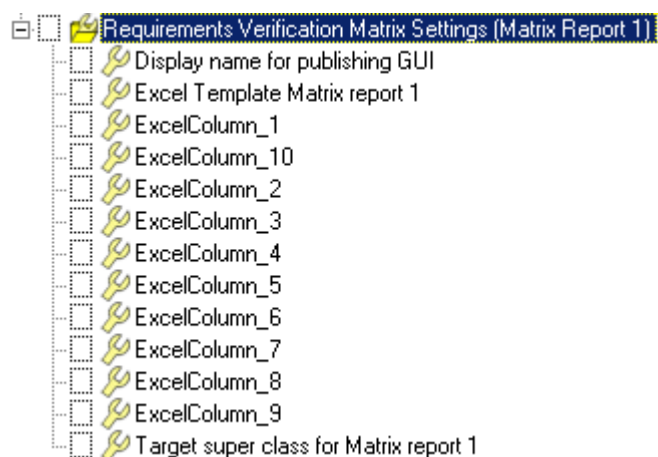 Requirements Verification Matrix Settings (Matrix Report 1)
Display name for publishing GUI
Excel Template Matrix report 1
ExcelColumn_1
ExcelColumn_10
ExcelColumn_2
ExcelColumn_3
ExcelColumn_4
ExcelColumn_5
ExcelColumn_6
ExcelColumn_7
ExcelColumn_8
ExcelColumn_9
Target super class for Matrix report 1